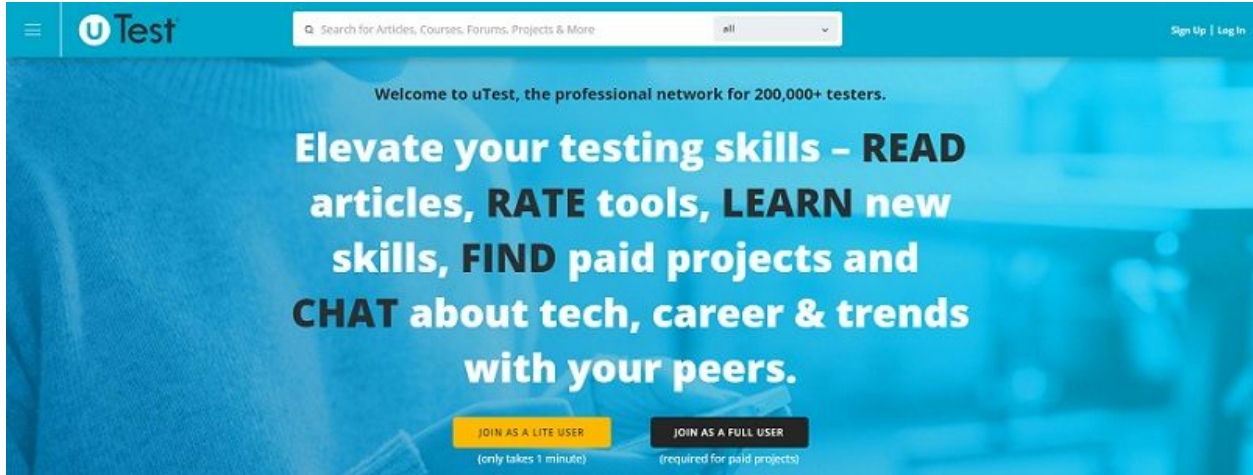 uTest
Search for Articles, Courses, Forums, Projects & More
all
Sign Up | Log In
Welcome to uTest, the professional network for 200,000+ testers.
Elevate your testing skills – READ
articles, RATE tools, LEARN new
skills, FIND paid projects and
CHAT about tech, career & trends
with your peers.
JOIN AS A LITE USER
JOIN AS A FULL USER
(only takes 1 minute)
(required for paid projects)